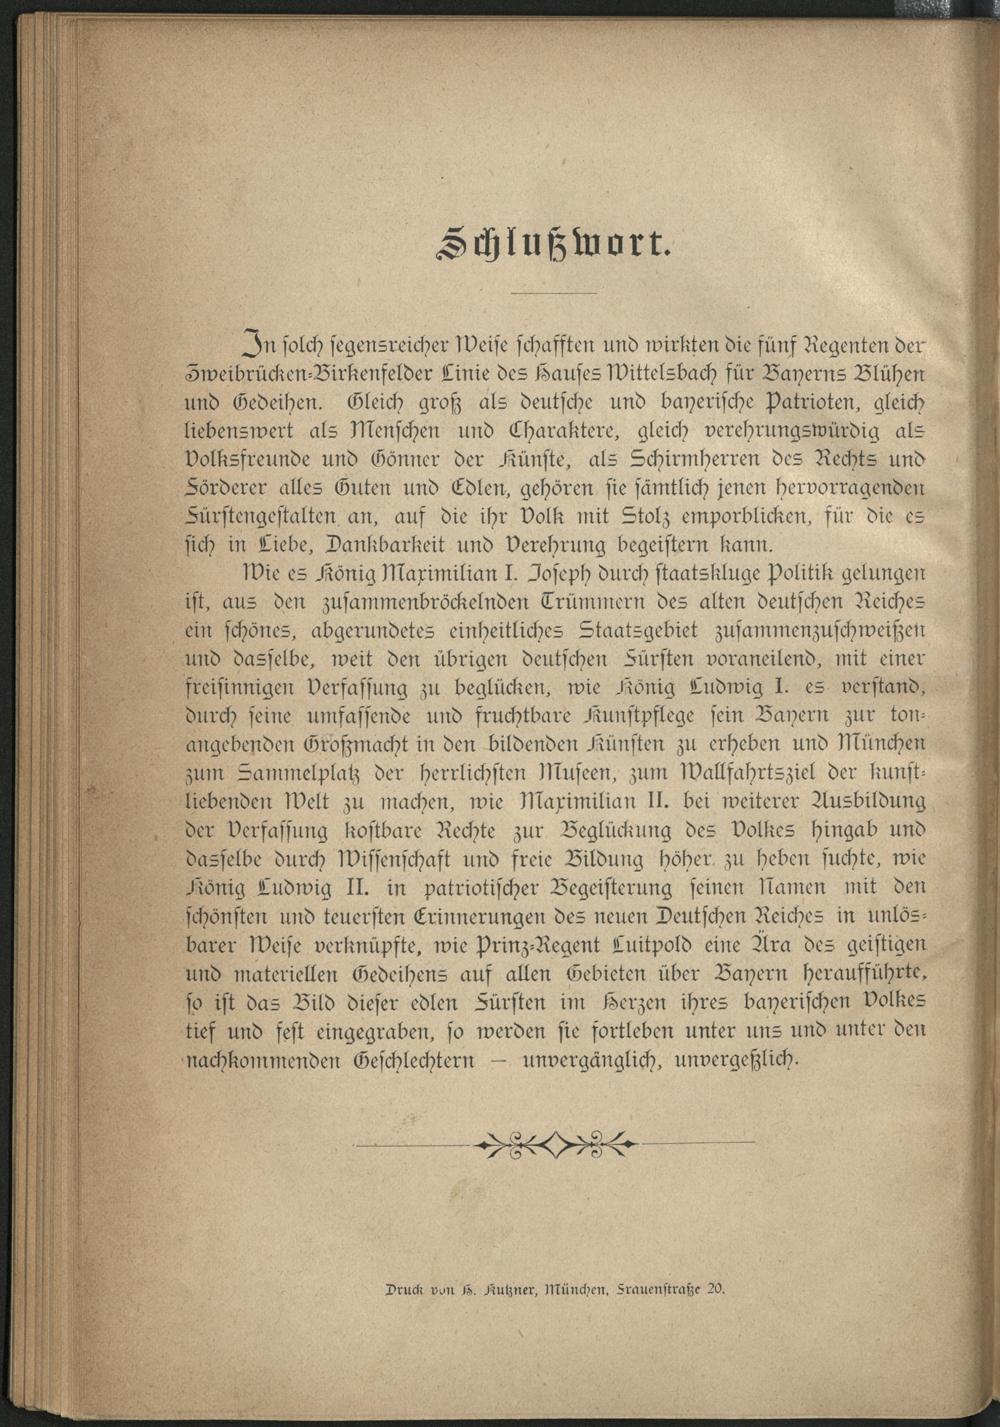 Schlußwort.
In solch segensreicher Weise schafften und wirkten die fünf Regenten der
Zweibrücken-Birkenfelder Linie des Hauses Wittelsbach für Bayerns Blühen
und Gedeihen. Gleich groß als deutsche und bayerische Patrioten, gleich
liebenswert als Menschen und Charaktere, gleich verehrungswürdig als
Volksfreunde und Gönner der Künste, als Schirmherren des Rechts und
Förderer alles Guten und Edlen, gehören sie sämtlich jenen hervorragenden
Fürstengestalten an, auf die ihr Volk mit Stolz emporblicken, für die es
sich in Liebe, Dankbarkeit und Verehrung begeistern kann.
Wie es König Maximilian I. Joseph durch staatskluge Politik gelungen
ist, aus den zusammenbröckelnden Trümmern des alten deutschen Reiches
ein schönes, abgerundetes einheitliches Staatsgebiet zusammenzuschweißen
und dasselbe, weit den übrigen deutschen Fürsten voraneilend, mit einer
freisinnigen Verfassung zu beglücken, wie König Ludwig I. es verstand,
durch seine umfassende und fruchtbare Kunstpflege sein Bayern zur ton-
angebenden Großmacht in den bildenden Künsten zu erheben und München
zum Sammelplatz der herrlichsten Museen, zum Wallfahrtsziel der kunst-
liebenden Welt zu machen, wie Maximilian II. bei weiterer Ausbildung
der Verfassung kostbare Rechte zur Beglückung des Volkes hingab und
dasselbe durch Wissenschaft und freie Bildung höher zu heben suchte, wie
König Ludwig II. in patriotischer Begeisterung seinen Namen mit den
schönsten und teuersten Erinnerungen des neuen Deutschen Reiches in unlös-
barer Weise verknüpfte, wie Prinz-Regent Luitpold eine Ära des geistigen
und materiellen Gedeihens auf allen Gebieten über Bayern heraufführte,
so ist das Bild dieser edlen Fürsten im Herzen ihres bayerischen Volkes
tief und fest eingegraben, so werden sie fortleben unter uns und unter den
nachkommenden Geschlechtern — unvergänglich, unvergeßlich.
Druck von H. Kutzner, München, Frauenstraße 20.